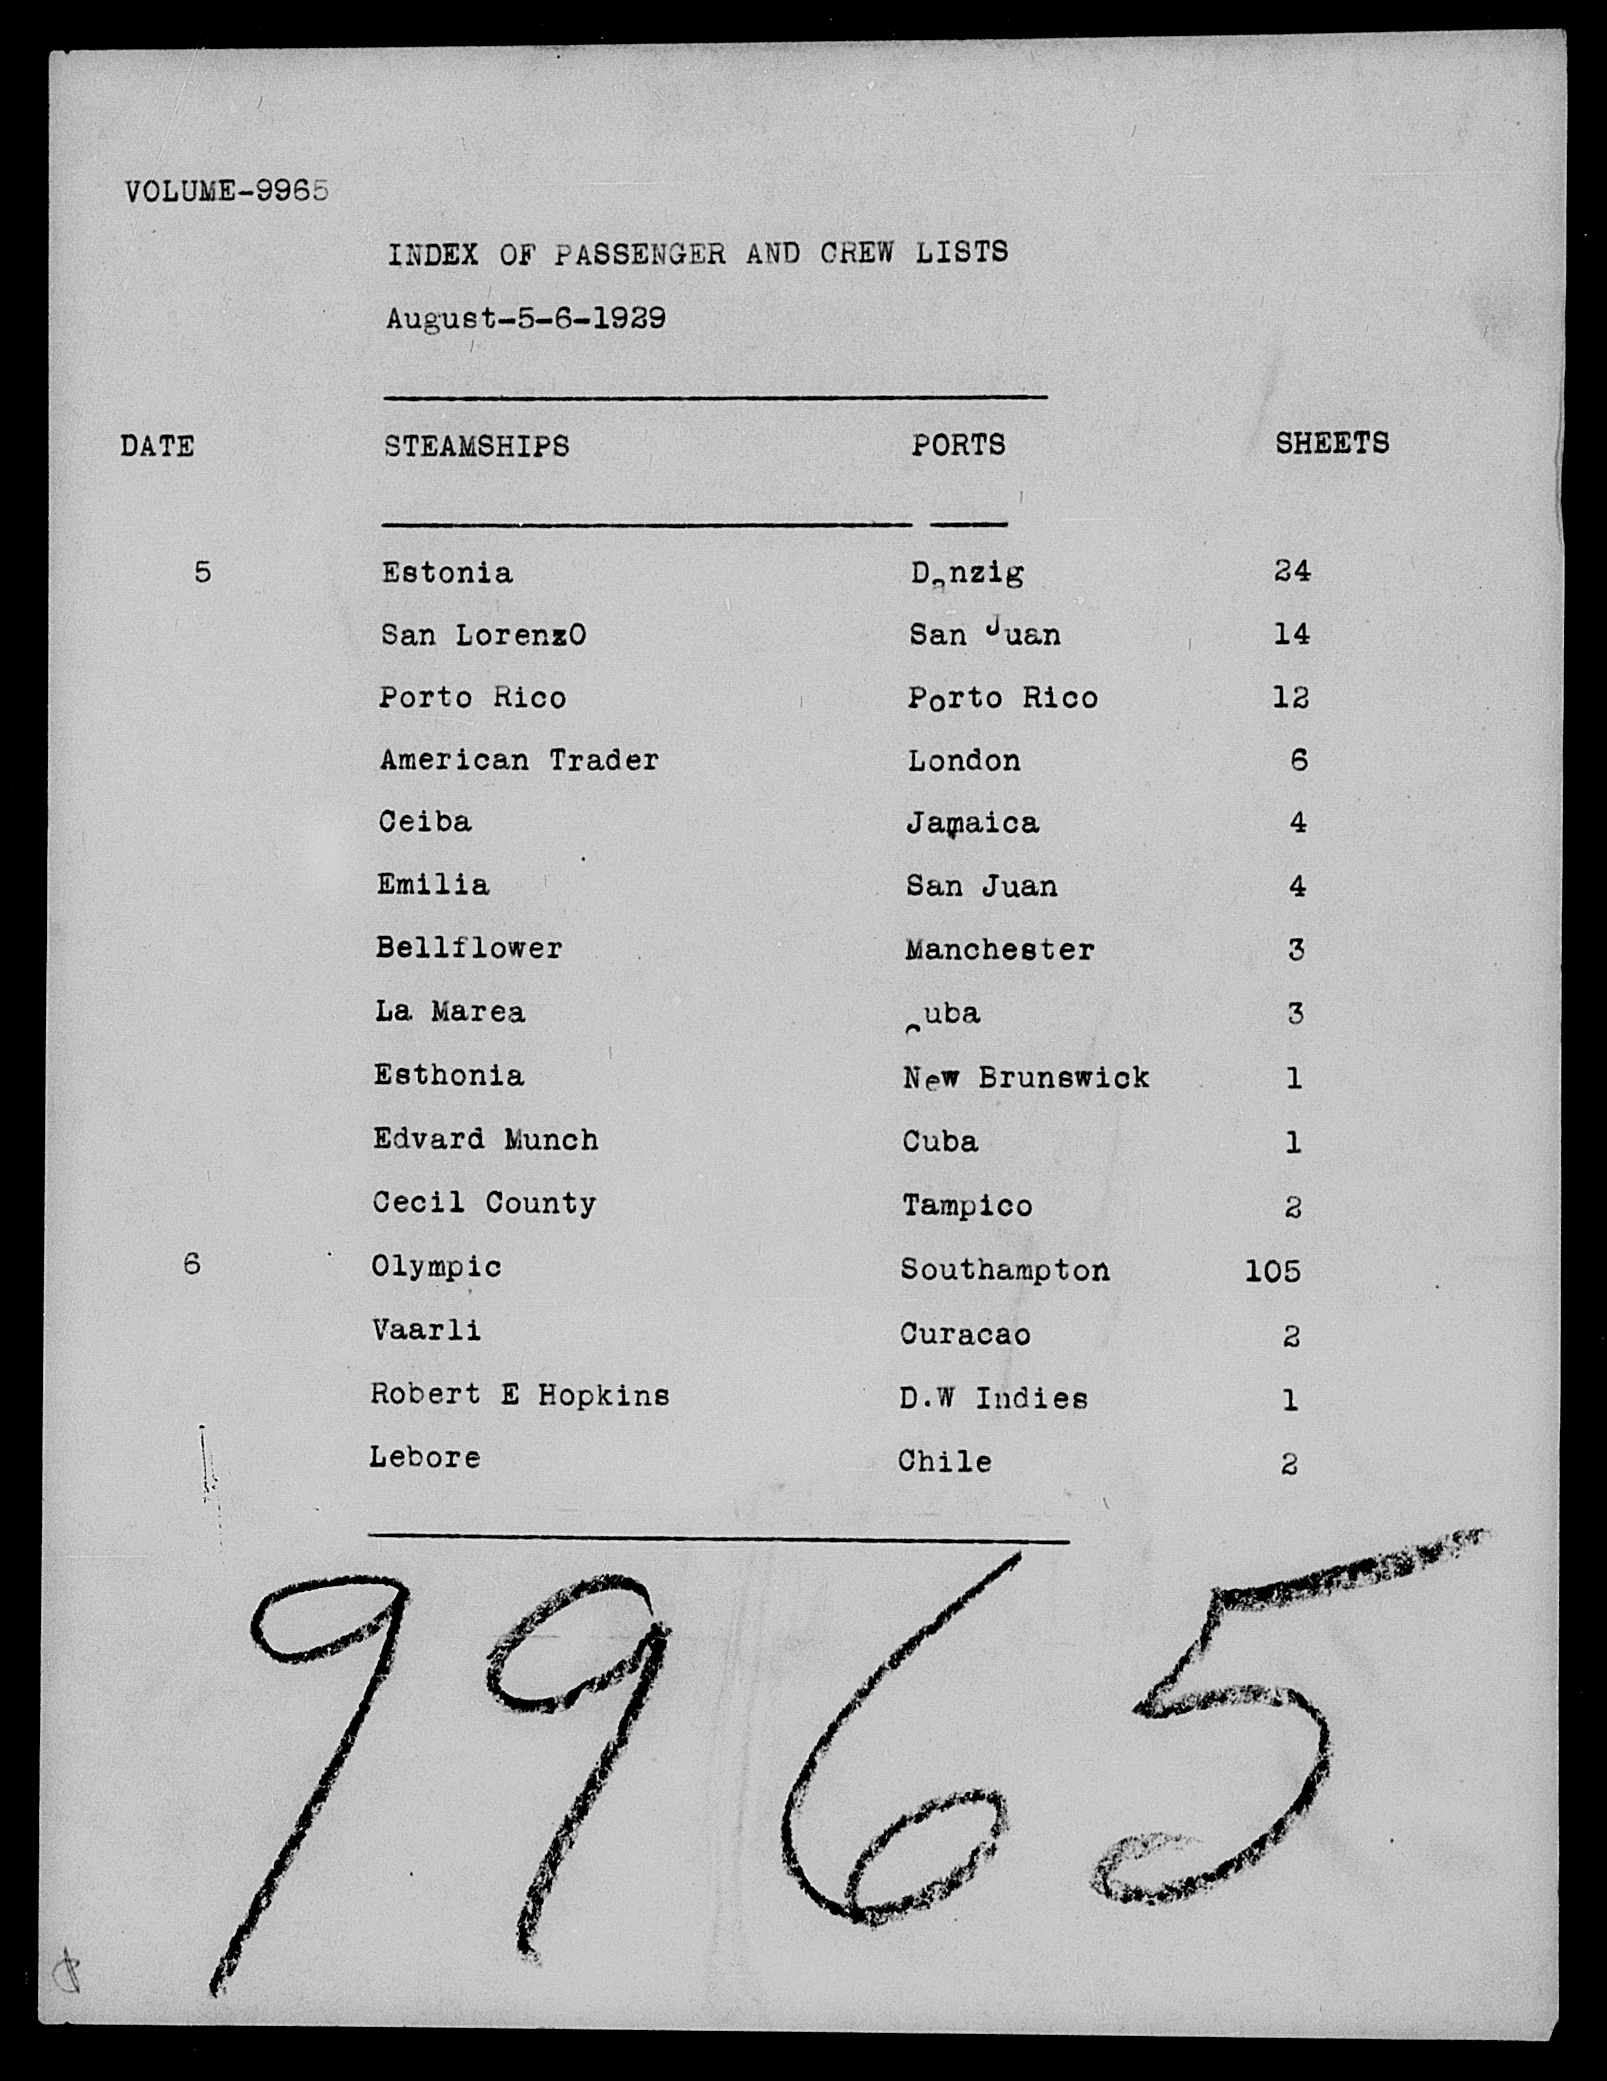 VOLUME-9965
INDEX OF PASSENGER AND CREW LISTS
August-5-6-1929
DATE STEAMSHIPS PORTS SHEETS
5 Estonia Danzig 24
San LorenzO San Juan 14
Porto Rico Porto Rico 12
American Trader London 6
Ceiba Jamaica 4
Emilia San Juan 4
Bellflower Manchester 3
La Marea Cuba 3
Esthonia New Brunswick 1
Edvard Munch Cuba 1
Cecil County Tampico 2
6 Olympic Southampton 105
Vaarli Curacao 2
Robert E Hopkins D.W Indies 1
Lebore Chile 2
9965